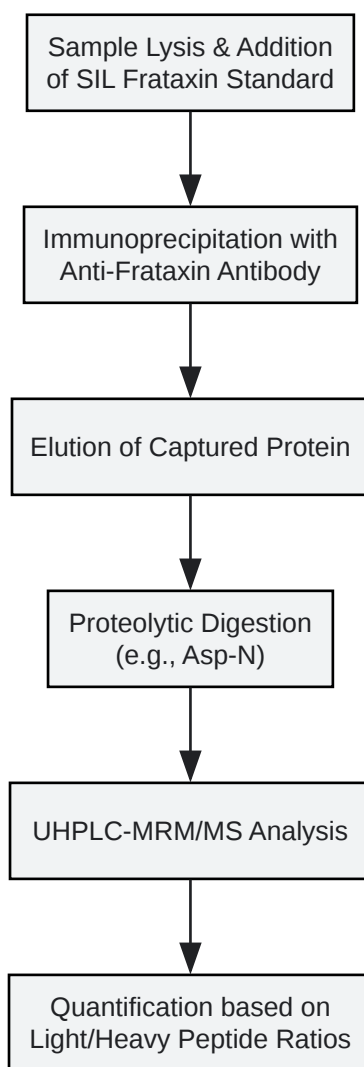 Sample Lysis & Addition
of SIL Frataxin Standard
Immunoprecipitation with
Anti-Frataxin Antibody
Elution of Captured Protein
Proteolytic Digestion
(e.g., Asp-N)
UHPLC-MRM/MS Analysis
Quantification based on
Light/Heavy Peptide Ratios